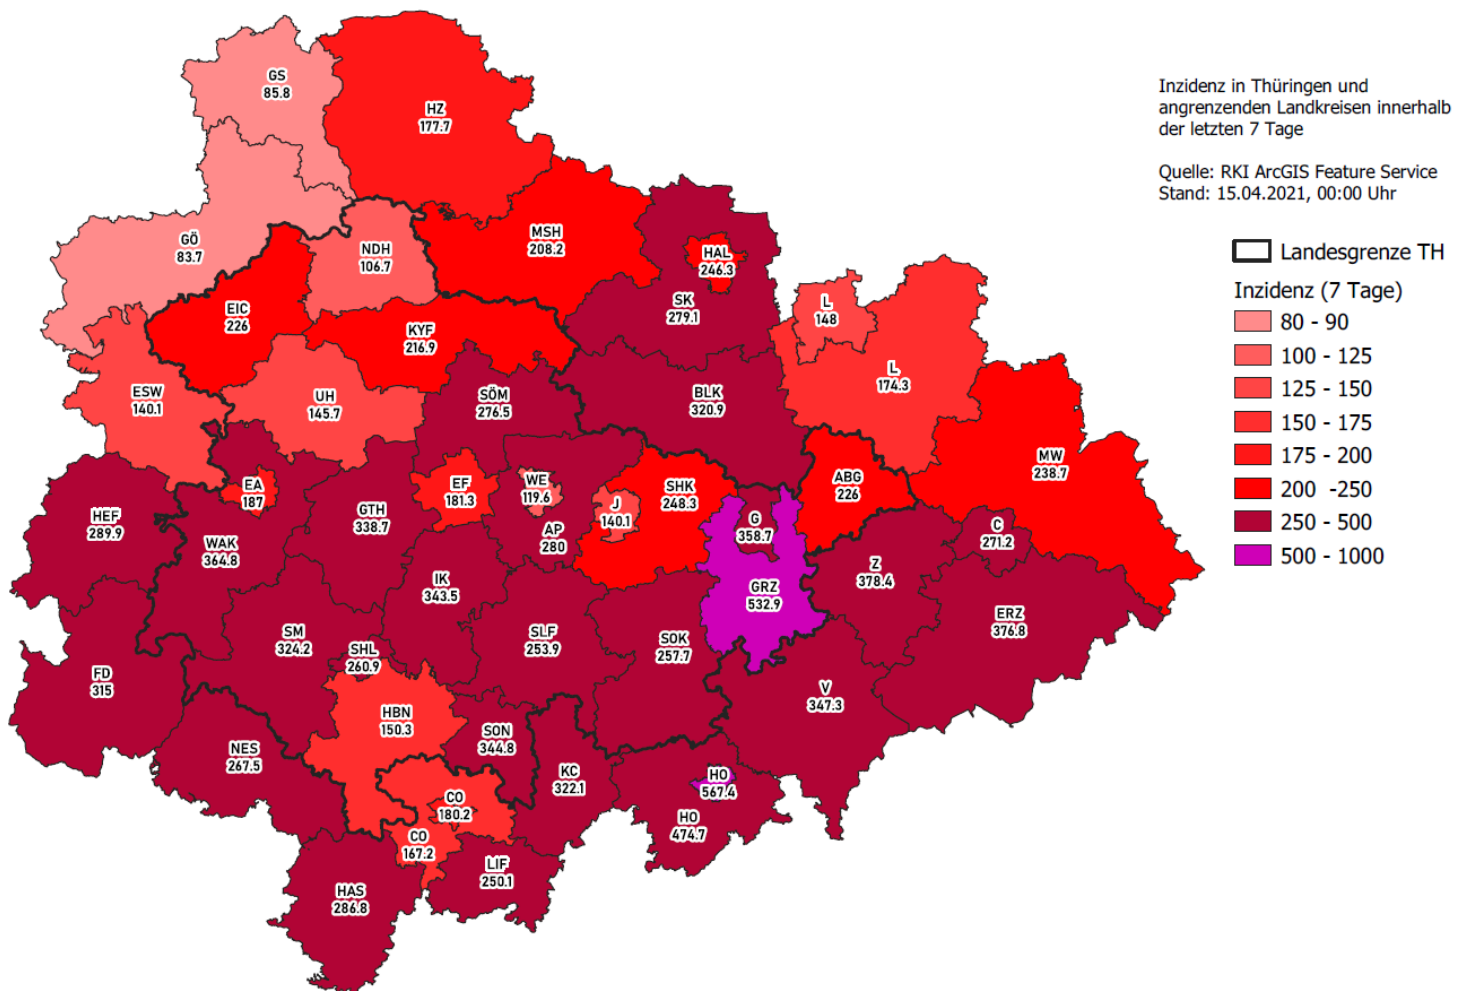 Inzidenz in Thüringen und
angrenzenden Landkreisen innerhalb
der letzten 7 Tage
Quelle: RKI ArcGIS Feature Service
Stand: 15.04.2021, 00:00 Uhr
Landesgrenze TH
Inzidenz (7 Tage)
80 - 90
100 - 125
125 - 150
150 - 175
175 - 200
200 -250
250 - 500
500 - 1000
GS
85.8
HZ
177.7
GÖ
83.7
NDH
106.7
MSH
208.2
HAL
246.3
SK
279.1
L
148
L
174.3
EIC
226
KYF
216.9
ESW
140.1
UH
145.7
SÖM
276.5
BLK
320.9
MW
238.7
EA
187
EF
181.3
WE
119.6
SHK
248.3
ABG
226
HEF
289.9
GTH
338.7
J
140.1
G
358.7
C
271.2
WAK
364.8
AP
280
Z
378.4
IK
343.5
GRZ
532.9
ERZ
376.8
SM
324.2
SHL
260.9
SLF
253.9
SOK
257.7
FD
315
V
347.3
HBN
150.3
SON
344.8
NES
267.5
KC
322.1
HO
567.4
CO
180.2
HO
474.7
CO
167.2
LIF
250.1
HAS
286.8